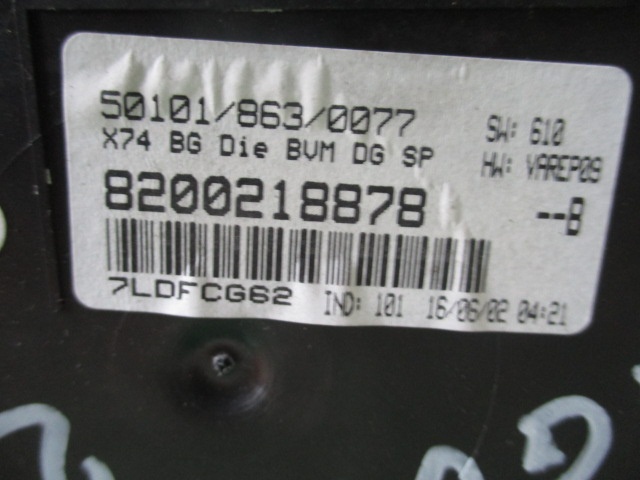 50101/863/0077 SW: 610
X74 BG Die BVM DG SP HW: VAREP09
8200218878 --B
7LDFCG62 IND: 101 16/06/02 04:21